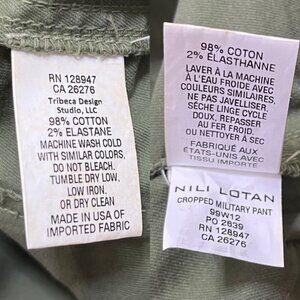 RN 128947
CA 26276
Tribeca Design
Studio, LLC
98% COTTON
2% ELASTANE
MACHINE WASH COLD
WITH SIMILAR COLORS,
DO NOT BLEACH.
TUMBLE DRY LOW,
LOW IRON.
OR DRY CLEAN
MADE IN USA OF
IMPORTED FABRIC
98% COTON
2% ÉLASTHANNE
LAVER À LA MACHINE
À L'EAU FROIDE AVEC
COULEURS SIMILAIRES.
NE PAS JAVELLISER
SÈCHE LINGE CYCLE
DOUX. REPASSER
AU FER FROID.
OU NETTOYER À SEC
FABRIQUÉ AUX
ÉTATS-UNIS AVEC
TISSU IMPORTÉ
NILI LOTAN
CROPPED MILITARY PANT
99W12
PO 2639
RN 128947
CA 26276